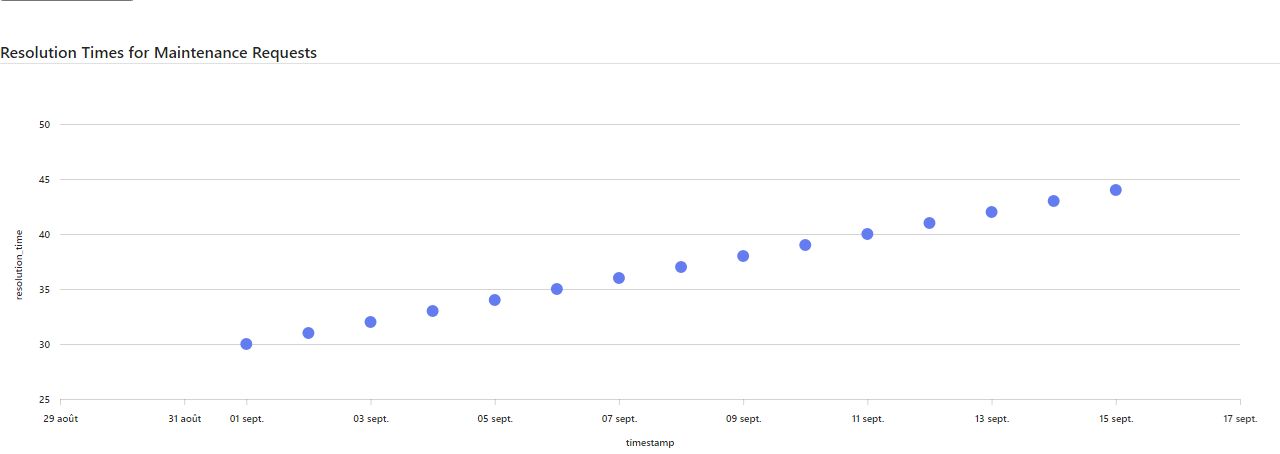 Resolution Times for Maintenance Requests
50
45
40
35
30
25
resolution_time
29 août 31 août 01 sept. 03 sept. 05 sept. 07 sept. 09 sept. 11 sept. 13 sept. 15 sept. 17 sept.
timestamp